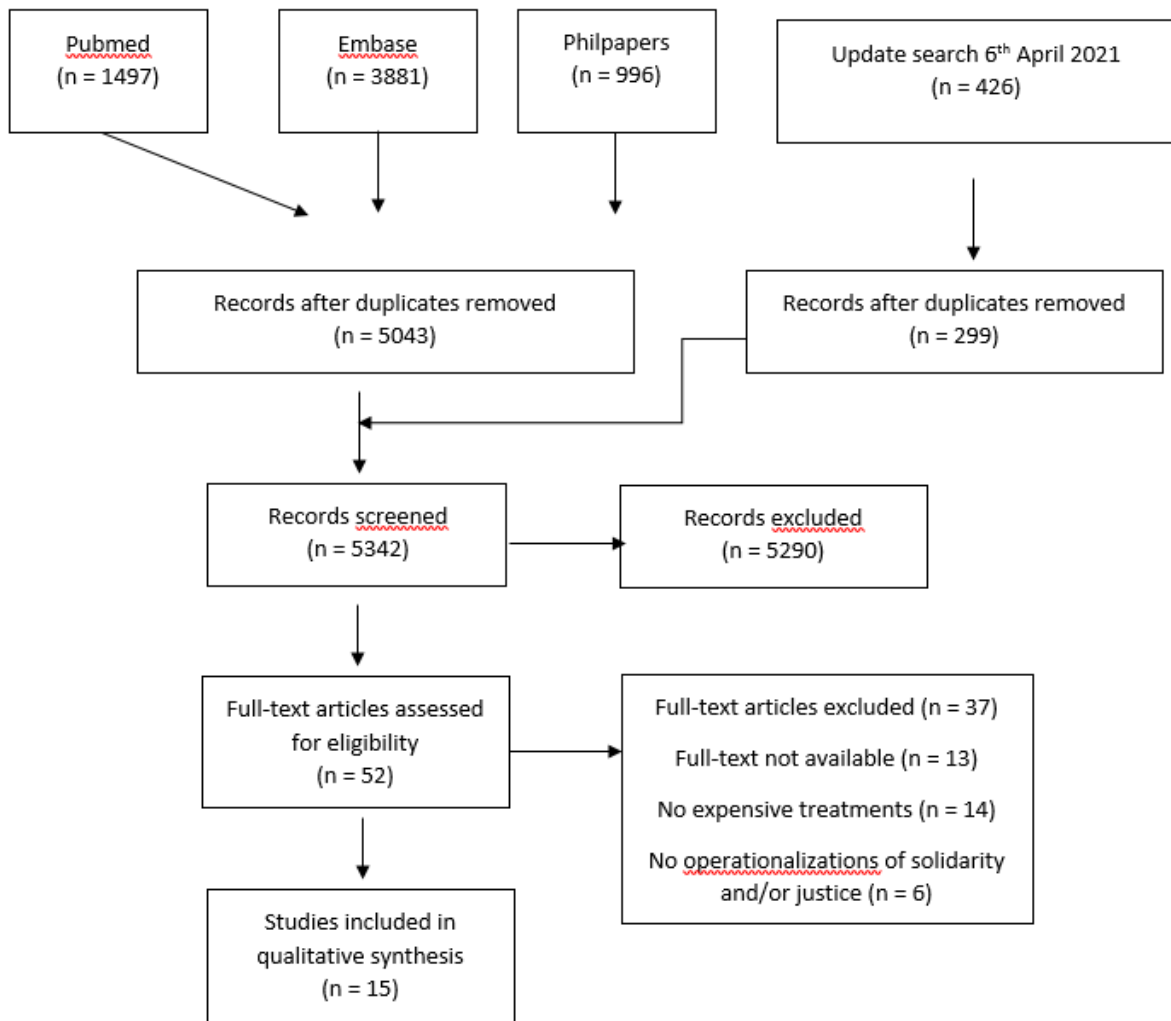 Pubmed
(n = 1497)
Embase
(n = 3881)
Philpapers
(n = 996)
Update search 6th April 2021
(n = 426)
Records after duplicates removed
(n = 5043)
Records after duplicates removed
(n = 299)
Records screened
(n = 5342)
Records excluded
(n = 5290)
Full-text articles assessed
for eligibility
(n = 52)
Full-text articles excluded (n = 37)
Full-text not available (n = 13)
No expensive treatments (n = 14)
No operationalizations of solidarity
and/or justice (n = 6)
Studies included in
qualitative synthesis
(n = 15)